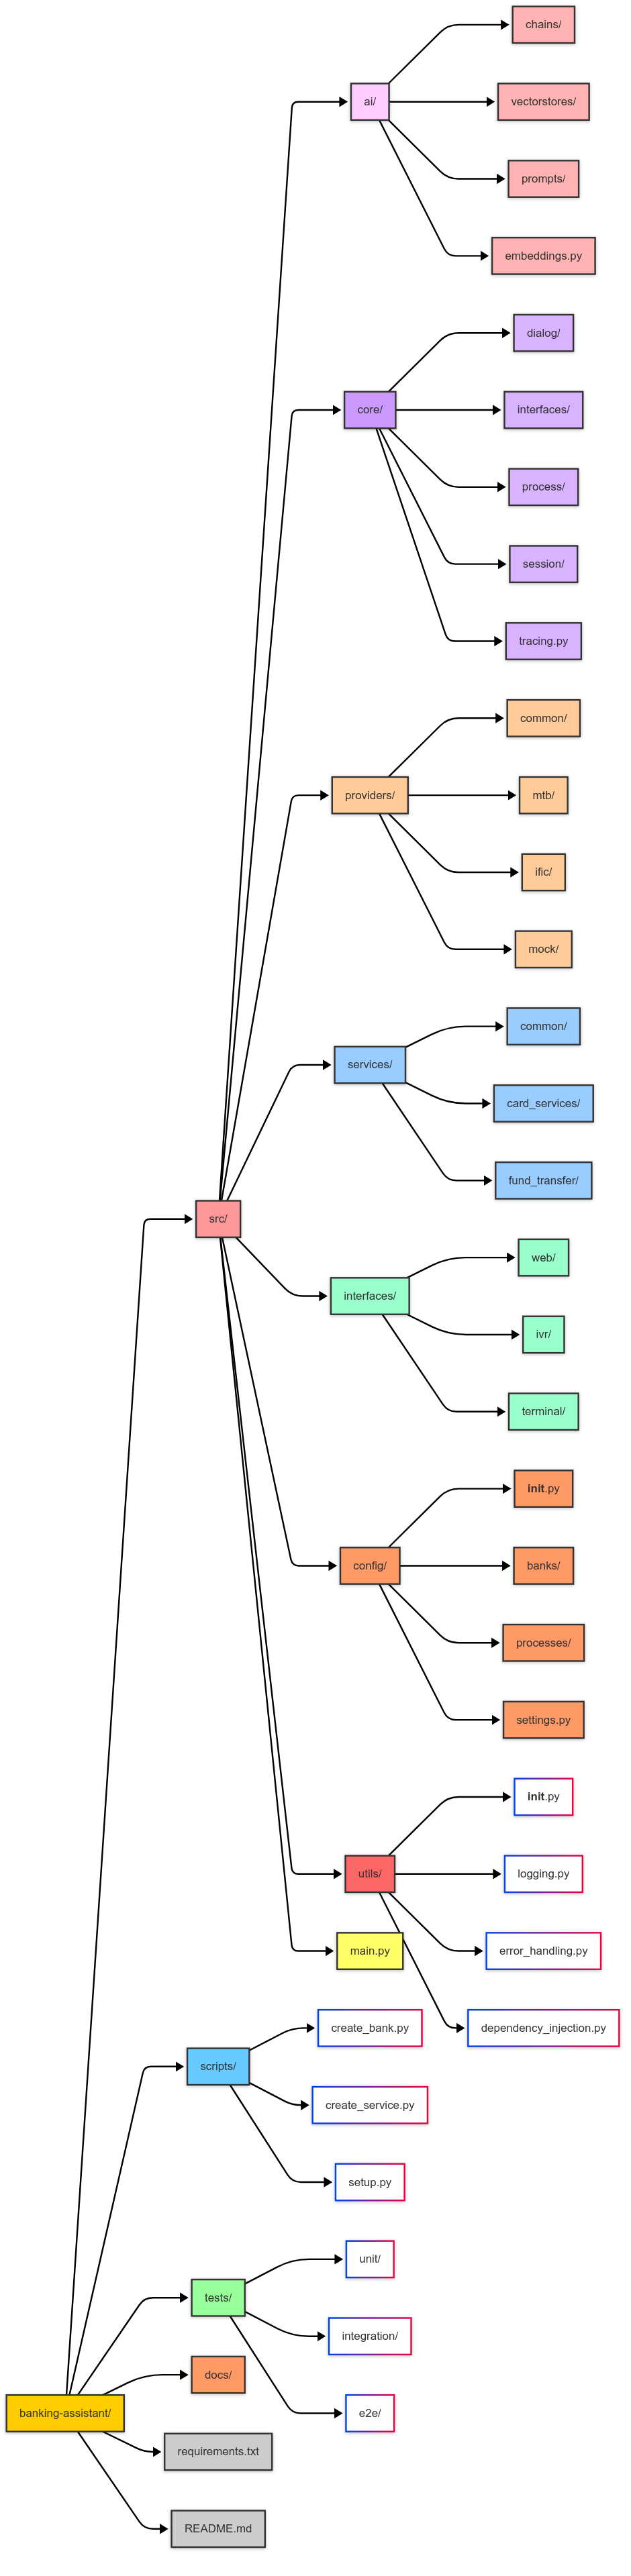 chains/
ai/
vectorstores/
prompts/
embeddings.py
dialog/
core/
interfaces/
process/
session/
tracing.py
common/
providers/
mtb/
ific/
mock/
common/
services/
card_services/
fund_transfer/
src/
web/
interfaces/
ivr/
terminal/
init.py
config/
banks/
processes/
settings.py
init.py
utils/
logging.py
main.py
error_handling.py
create_bank.py
dependency_injection.py
scripts/
create_service.py
setup.py
unit/
tests/
integration/
docs/
banking-assistant/
e2e/
requirements.txt
README.md